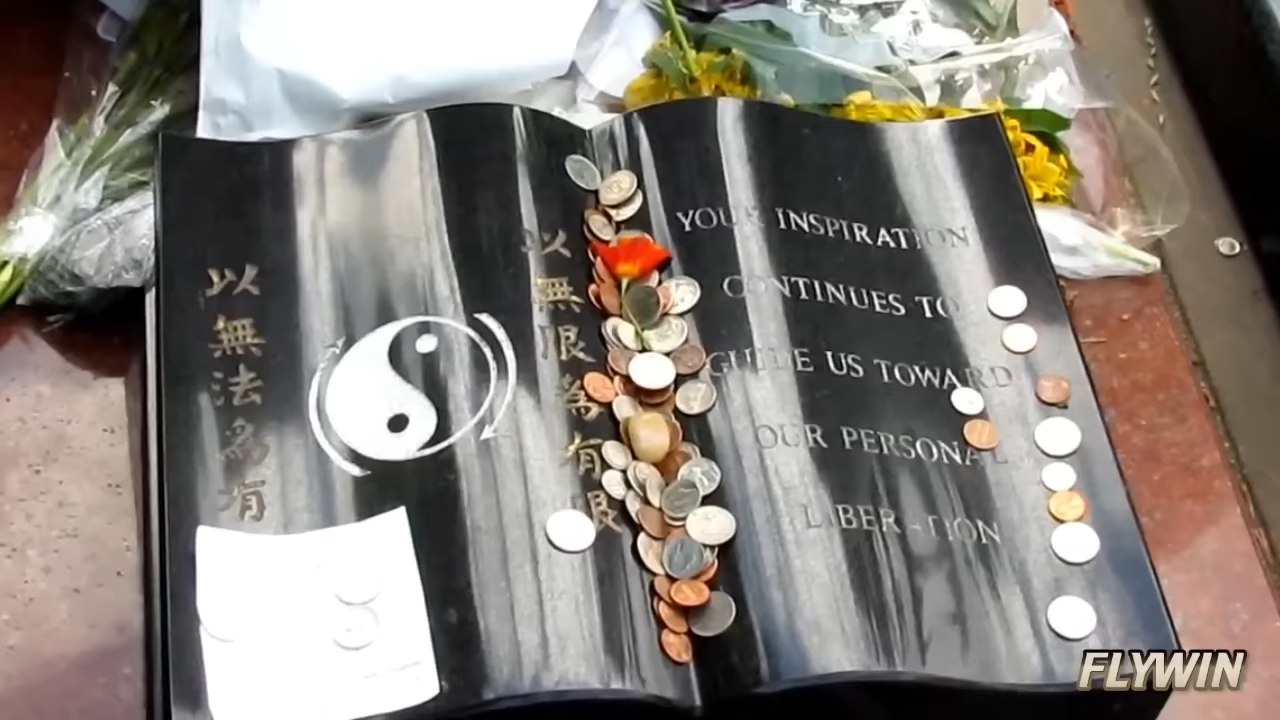 以無法為有
以無限為有限
YOUR INSPIRATION
CONTINUES TO
GUIDE US TOWARD
OUR PERSONAL
LIBERATION
FLYWIN